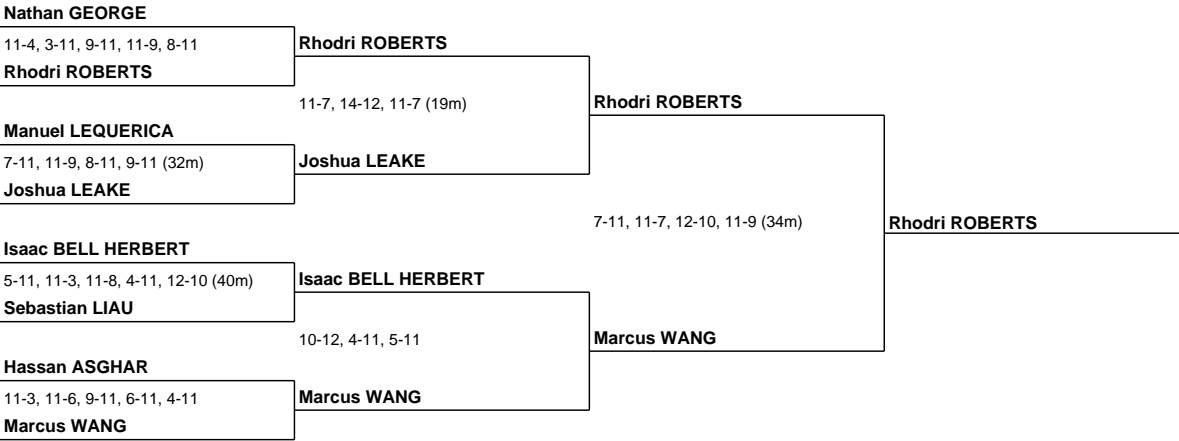 Nathan GEORGE
11-4, 3-11, 9-11, 11-9, 8-11
Rhodri ROBERTS
Rhodri ROBERTS
11-7, 14-12, 11-7 (19m)
Rhodri ROBERTS
Manuel LEQUERICA
7-11, 11-9, 8-11, 9-11 (32m)
Joshua LEAKE
Joshua LEAKE
7-11, 11-7, 12-10, 11-9 (34m)
Rhodri ROBERTS
Isaac BELL HERBERT
5-11, 11-3, 11-8, 4-11, 12-10 (40m)
Isaac BELL HERBERT
Sebastian LIAU
10-12, 4-11, 5-11
Marcus WANG
Hassan ASGHAR
11-3, 11-6, 9-11, 6-11, 4-11
Marcus WANG
Marcus WANG